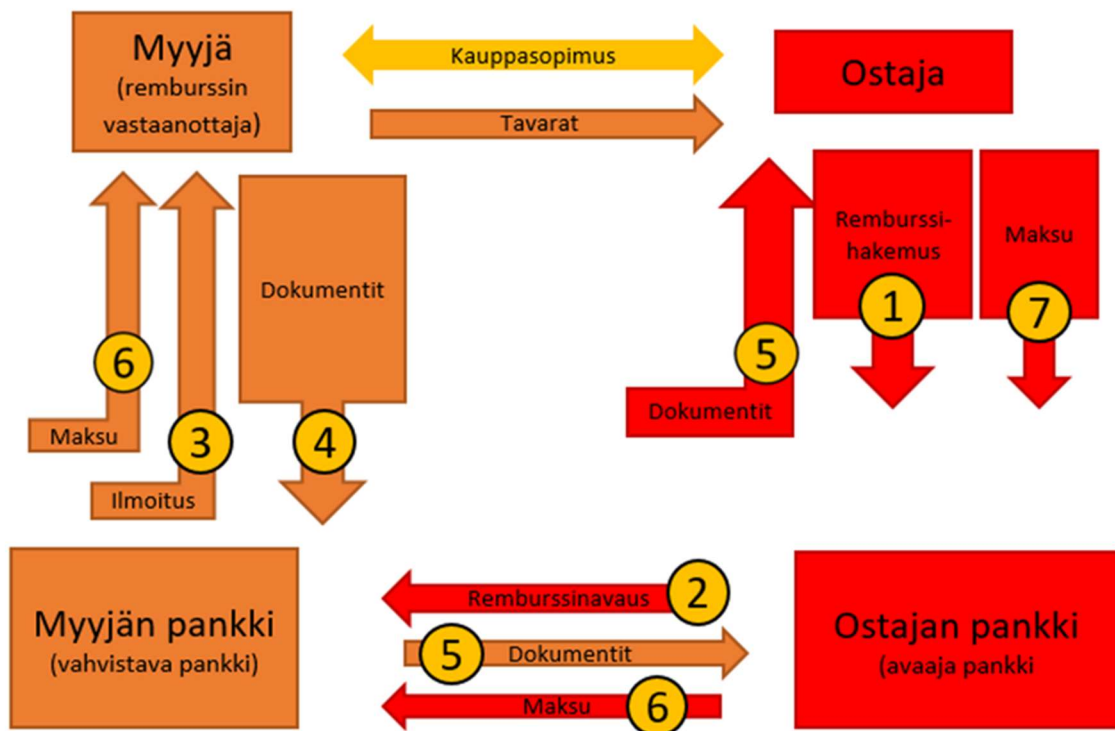 Myyjä
(remburssin
vastaanottaja)
Kauppasopimus
Tavarat
Ostaja
Maksu
6
Ilmoitus
3
Dokumentit
4
Dokumentit
5
Remburssi-
hakemus
1
Maksu
7
Myyjän pankki
(vahvistava pankki)
Remburssinavaus
2
5
Dokumentit
Maksu
6
Ostajan pankki
(avaaja pankki